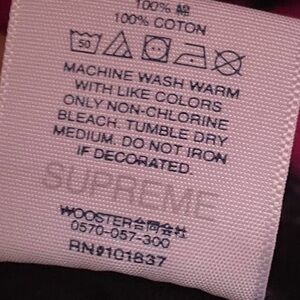 100% 綿
100% COTTON
50
MACHINE WASH WARM
WITH LIKE COLORS
ONLY NON-CHLORINE
BLEACH. TUMBLE DRY
MEDIUM. DO NOT IRON
IF DECORATED.
SUPREME
WOOSTER合同会社
0570-057-300
RN#101837